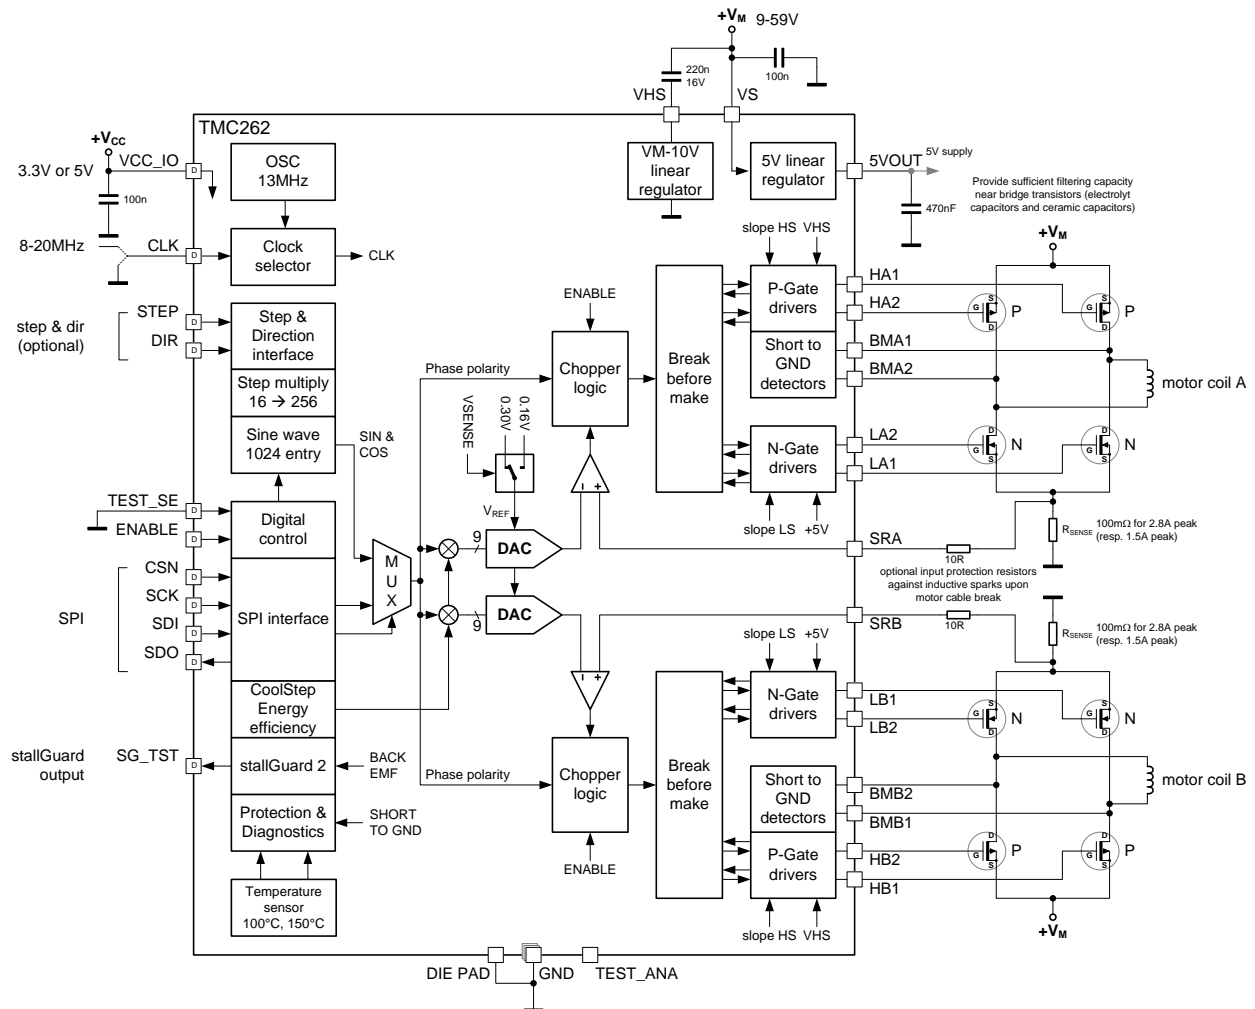 +VM 9-59V
220n
16V
100n
VHS
VS
TMC262
+VCC
3.3V or 5V
VCC_IO
D
100n
OSC
13MHz
VM-10V
linear
regulator
5V linear
regulator
5VOUT
5V supply
470nF
Provide sufficient filtering capacity
near bridge transistors (electrolyt
capacitors and ceramic capacitors)
+VM
8-20MHz
CLK
D
Clock
selector
CLK
slope HS
VHS
step & dir
(optional)
STEP
D
DIR
D
Step &
Direction
interface
Step multiply
16 → 256
Sine wave
1024 entry
SIN &
COS
Phase polarity
ENABLE
Chopper
logic
Break
before
make
P-Gate
drivers
Short to
GND
detectors
N-Gate
drivers
slope LS
+5V
HA1
HA2
BMA1
BMA2
LA2
LA1
S
G
D
P
S
G
D
P
motor coil A
D
G
S
N
D
G
S
N
VSENSE
0.30V
0.16V
VREF
TEST_SE
D
ENABLE
D
Digital
control
SPI
CSN
D
SCK
D
SDI
D
SDO
D
SPI interface
M
U
X
9
DAC
9
DAC
− +
− +
SRA
10R
RSENSE
100mΩ for 2.8A peak
(resp. 1.5A peak)
optional input protection resistors
against inductive sparks upon
motor cable break
SRB
10R
RSENSE
100mΩ for 2.8A peak
(resp. 1.5A peak)
CoolStep
Energy
efficiency
stallGuard
output
SG_TST
D
stallGuard 2
BACK
EMF
Protection &
Diagnostics
SHORT
TO GND
Temperature
sensor
100°C, 150°C
Phase polarity
Chopper
logic
ENABLE
Break
before
make
slope LS
+5V
N-Gate
drivers
Short to
GND
detectors
P-Gate
drivers
slope HS
VHS
LB1
LB2
BMB2
BMB1
HB2
HB1
S
G
D
N
S
G
D
N
motor coil B
D
G
S
P
D
G
S
P
+VM
DIE PAD
GND
TEST_ANA